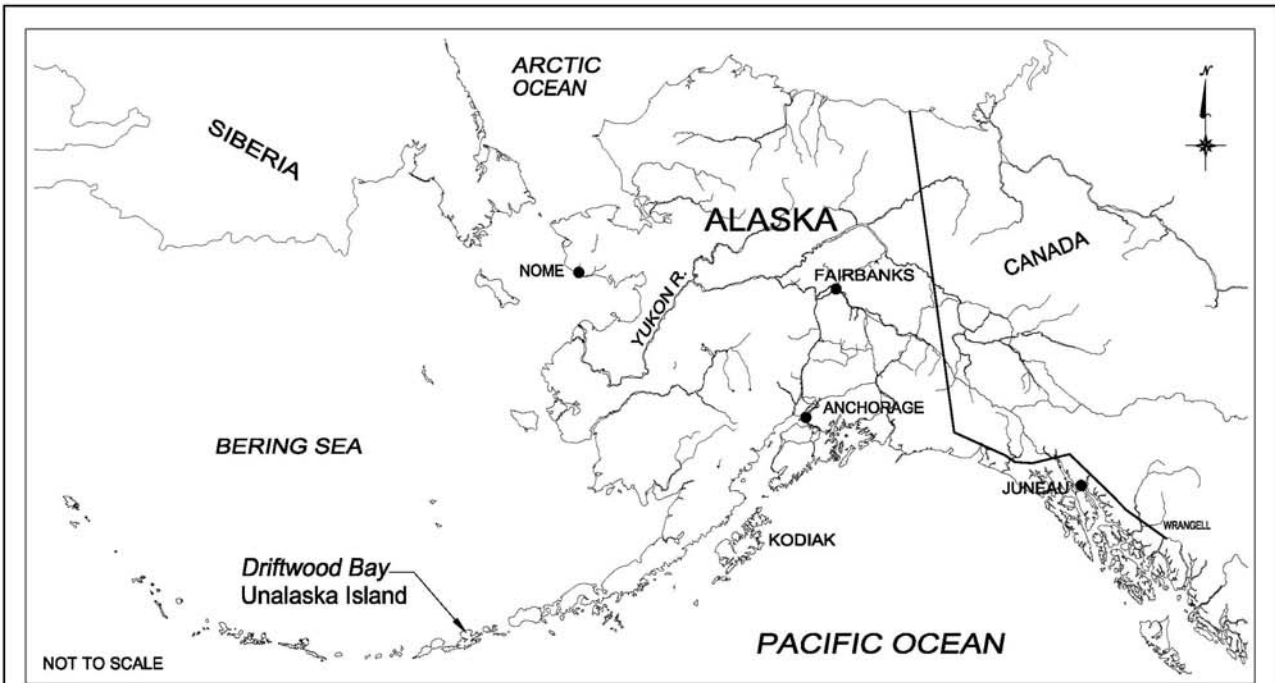 ARCTIC
OCEAN
N
SIBERIA
ALASKA
CANADA
NOME
YUKON R.
FAIRBANKS
ANCHORAGE
BERING SEA
JUNEAU
WRANGELL
KODIAK
Driftwood Bay
Unalaska Island
PACIFIC OCEAN
NOT TO SCALE